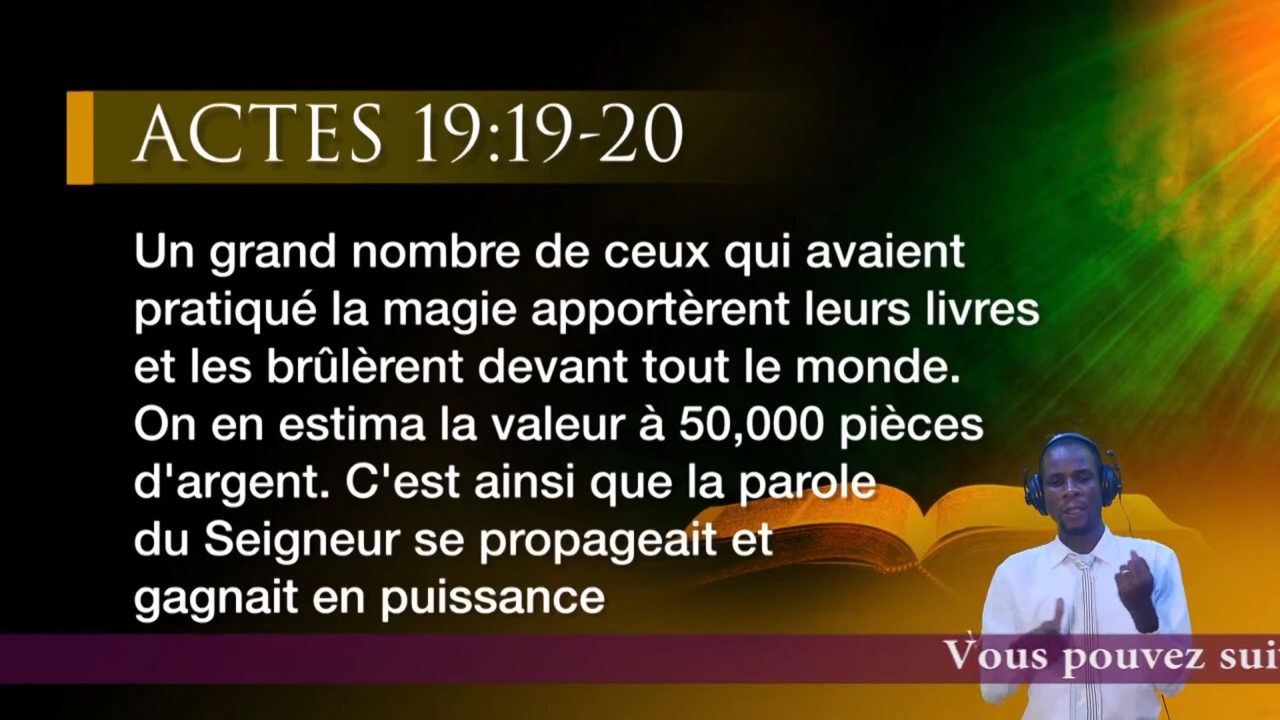 ACTES 19:19-20
Un grand nombre de ceux qui avaient
pratiqué la magie apportèrent leurs livres
et les brûlèrent devant tout le monde.
On en estima la valeur à 50,000 pièces
d'argent. C'est ainsi que la parole
du Seigneur se propageait et
gagnait en puissance
Vous pouvez